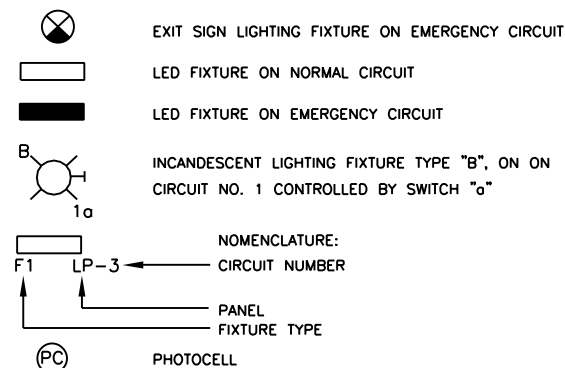 EXIT SIGN LIGHTING FIXTURE ON EMERGENCY CIRCUIT
LED FIXTURE ON NORMAL CIRCUIT
LED FIXTURE ON EMERGENCY CIRCUIT
B
INCANDESCENT LIGHTING FIXTURE TYPE "B", ON ON
CIRCUIT NO. 1 CONTROLLED BY SWITCH "a"
1a
NOMENCLATURE:
F1 LP-3 CIRCUIT NUMBER
PANEL
FIXTURE TYPE
PC PHOTOCELL